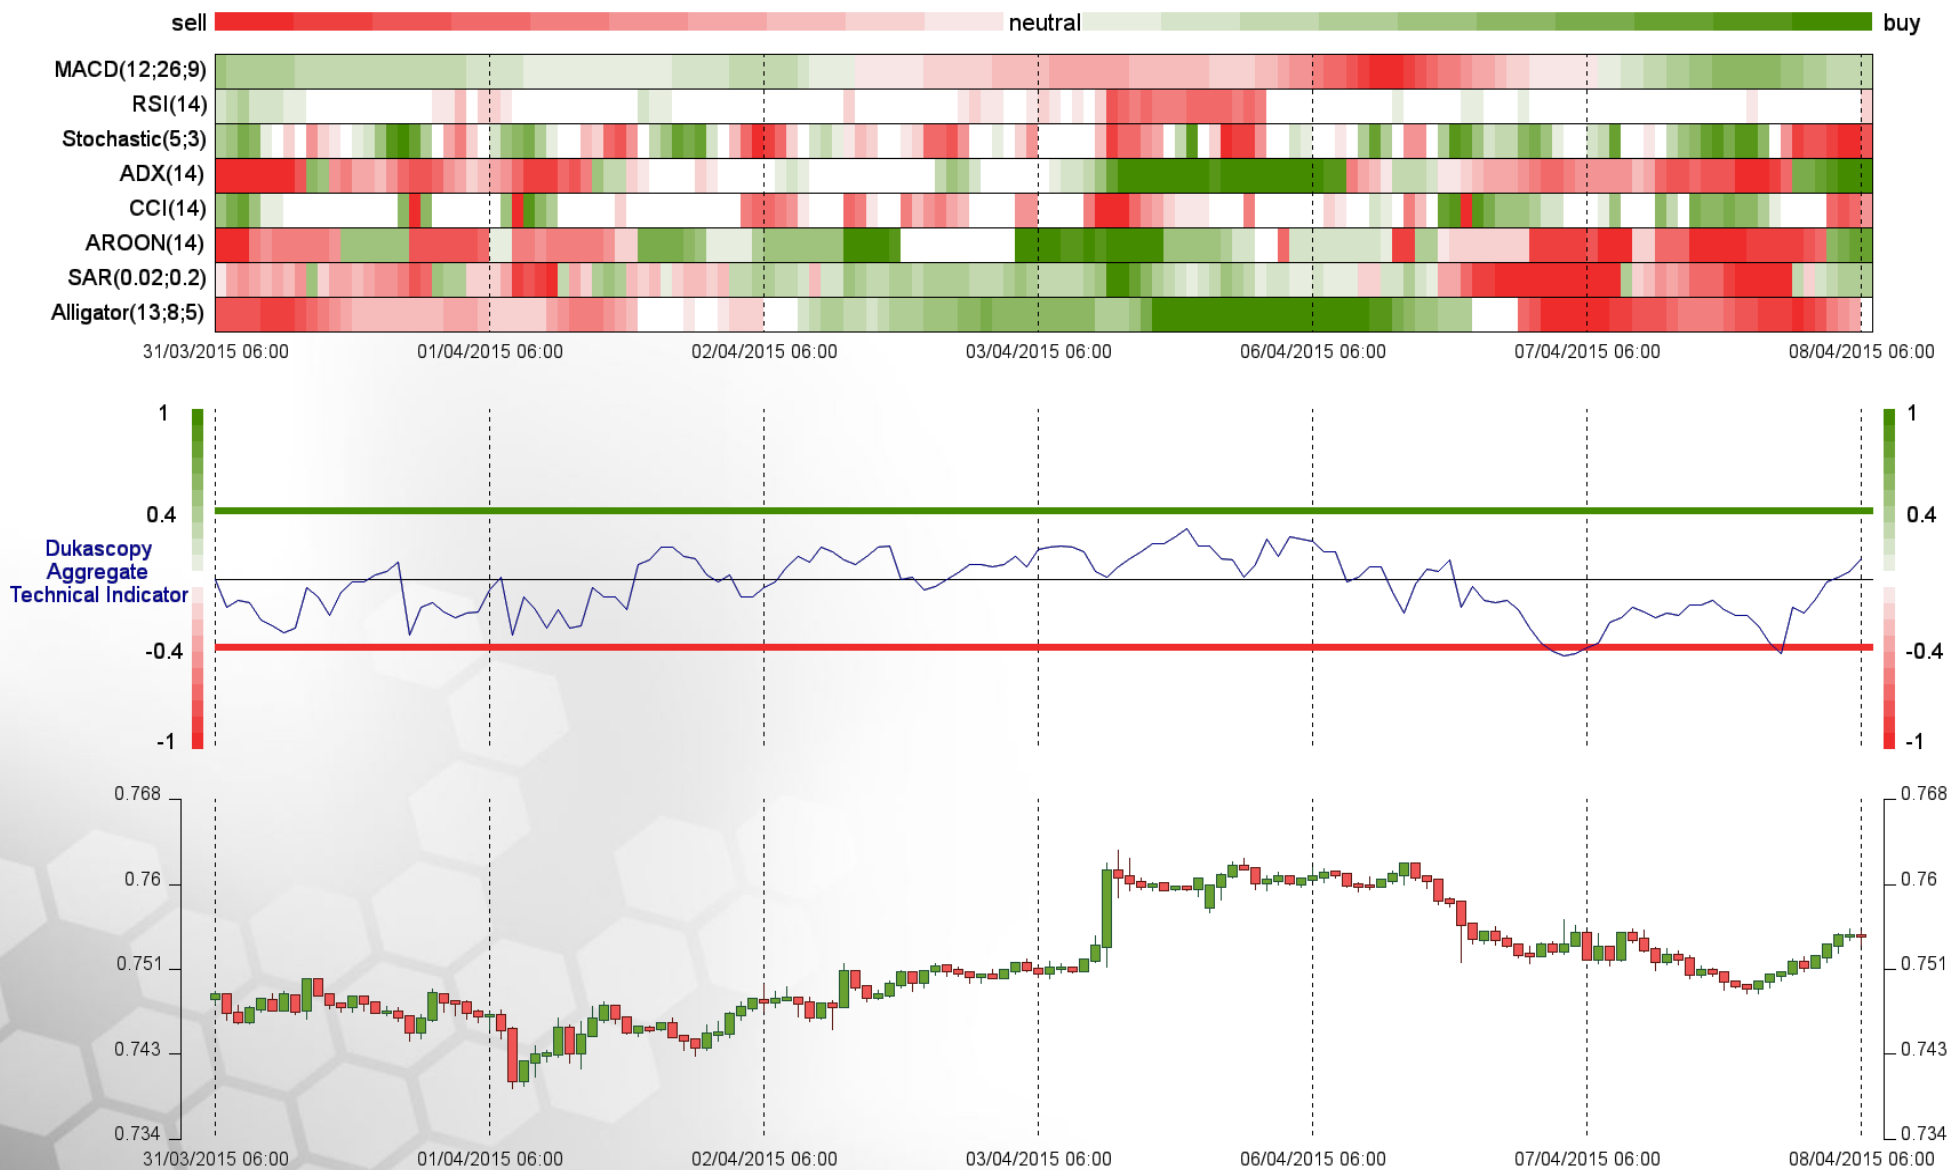 sell neutral buy
MACD(12;26;9)
RSI(14)
Stochastic(5;3)
ADX(14)
CCI(14)
AROON(14)
SAR(0.02;0.2)
Alligator(13;8;5)
31/03/2015 06:00 01/04/2015 06:00 02/04/2015 06:00 03/04/2015 06:00 06/04/2015 06:00 07/04/2015 06:00 08/04/2015 06:00
1 1
0.4 0.4
Dukascopy
Aggregate
Technical Indicator
-0.4 -0.4
-1 -1
0.768 0.768
0.76 0.76
0.751 0.751
0.743 0.743
0.734 0.734
31/03/2015 06:00 01/04/2015 06:00 02/04/2015 06:00 03/04/2015 06:00 06/04/2015 06:00 07/04/2015 06:00 08/04/2015 06:00